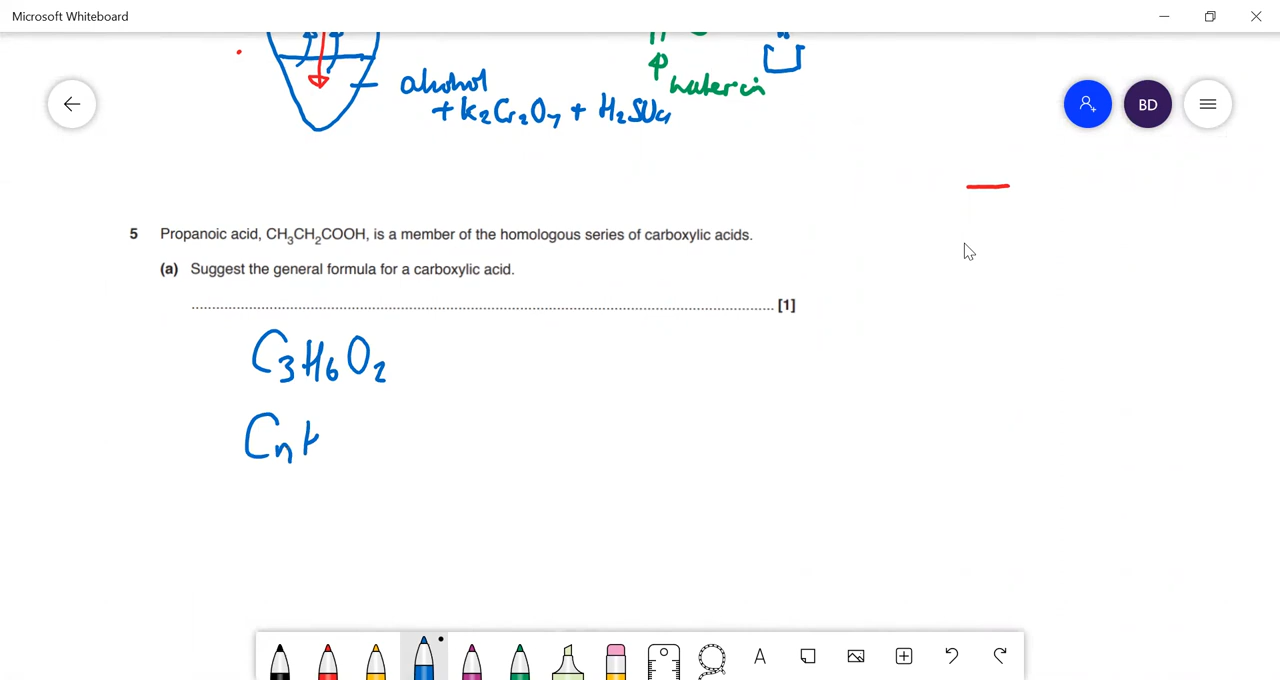 Microsoft Whiteboard
alcohol
+ K2Cr2O7 + H2SO4
water in
BD
5 Propanoic acid, CH3CH2COOH, is a member of the homologous series of carboxylic acids.
(a) Suggest the general formula for a carboxylic acid.
[1]
C3H6O2
CnH
A